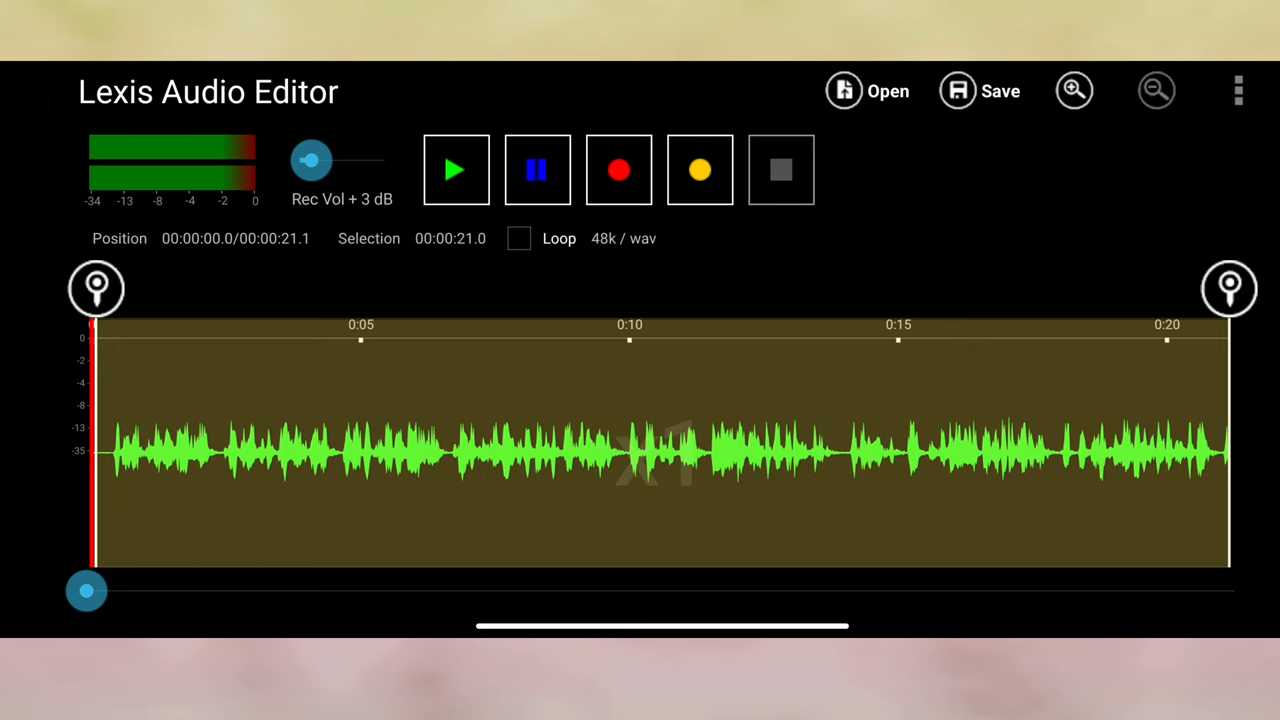 Lexis Audio Editor
Open
Save
-34 -13 -8 -4 -2 0
Rec Vol + 3 dB
Position 00:00:00.0/00:00:21.1 Selection 00:00:21.0 Loop 48k / wav
0:05 0:10 0:15 0:20
0
-2
-4
-8
-13
-35
x1